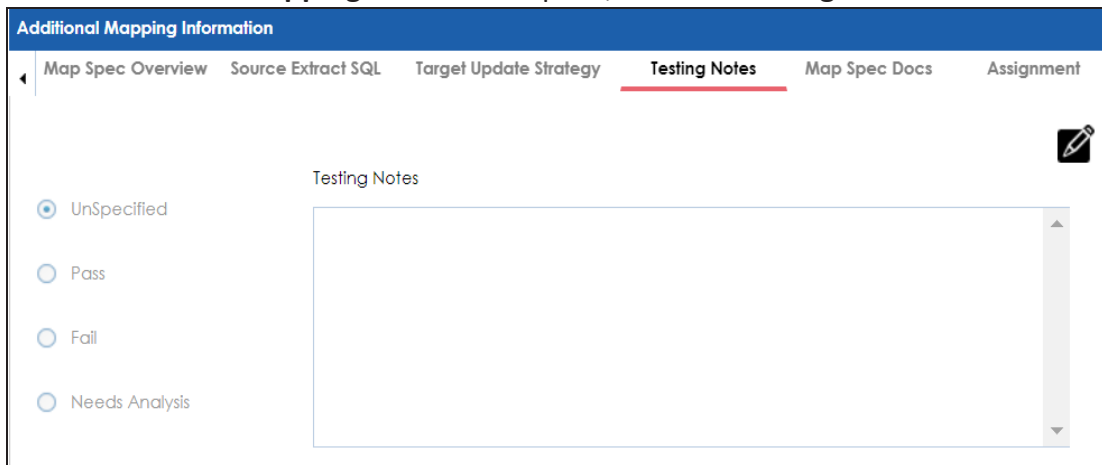 Additional Mapping Information
Map Spec Overview Source Extract SQL Target Update Strategy Testing Notes Map Spec Docs Assignment
Testing Notes
UnSpecified
Pass
Fail
Needs Analysis